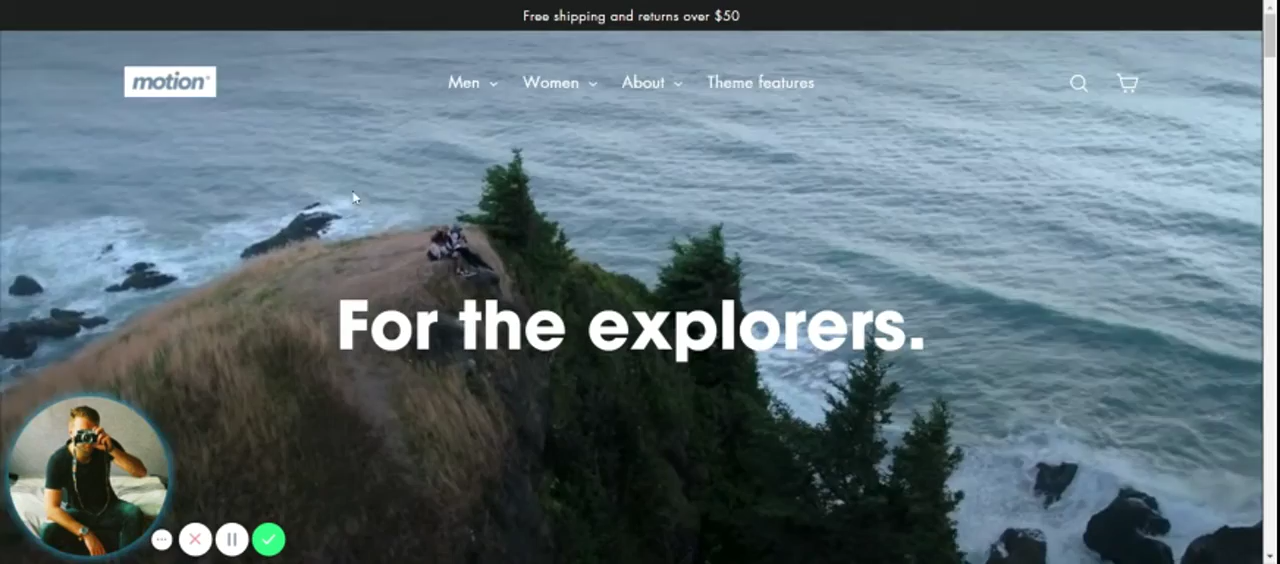 Free shipping and returns over $50
motion
Men Women About Theme features
For the explorers.